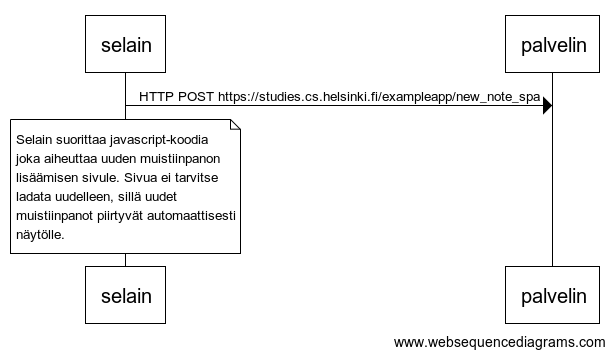 selain
palvelin
HTTP POST https://studies.cs.helsinki.fi/exampleapp/new_note_spa
Selain suorittaa javascript-koodia
joka aiheuttaa uuden muistiinpanon
lisäämisen sivule. Sivua ei tarvitse
ladata uudelleen, sillä uudet
muistiinpanot piirtyvät automaattisesti
näytölle.
selain
palvelin
www.websequencediagrams.com